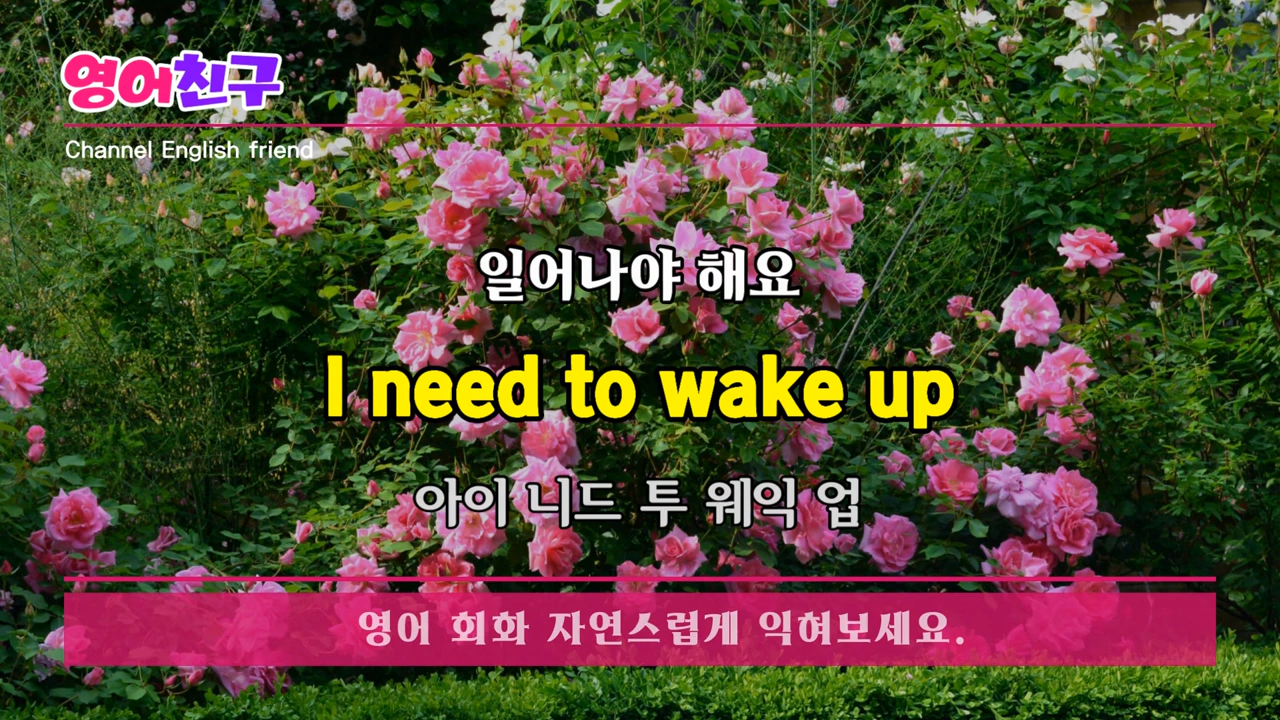 영어친구
Channel English friend
일어나야 해요
I need to wake up
아이 니드 투 웨익 업
영어 회화 자연스럽게 익혀보세요.